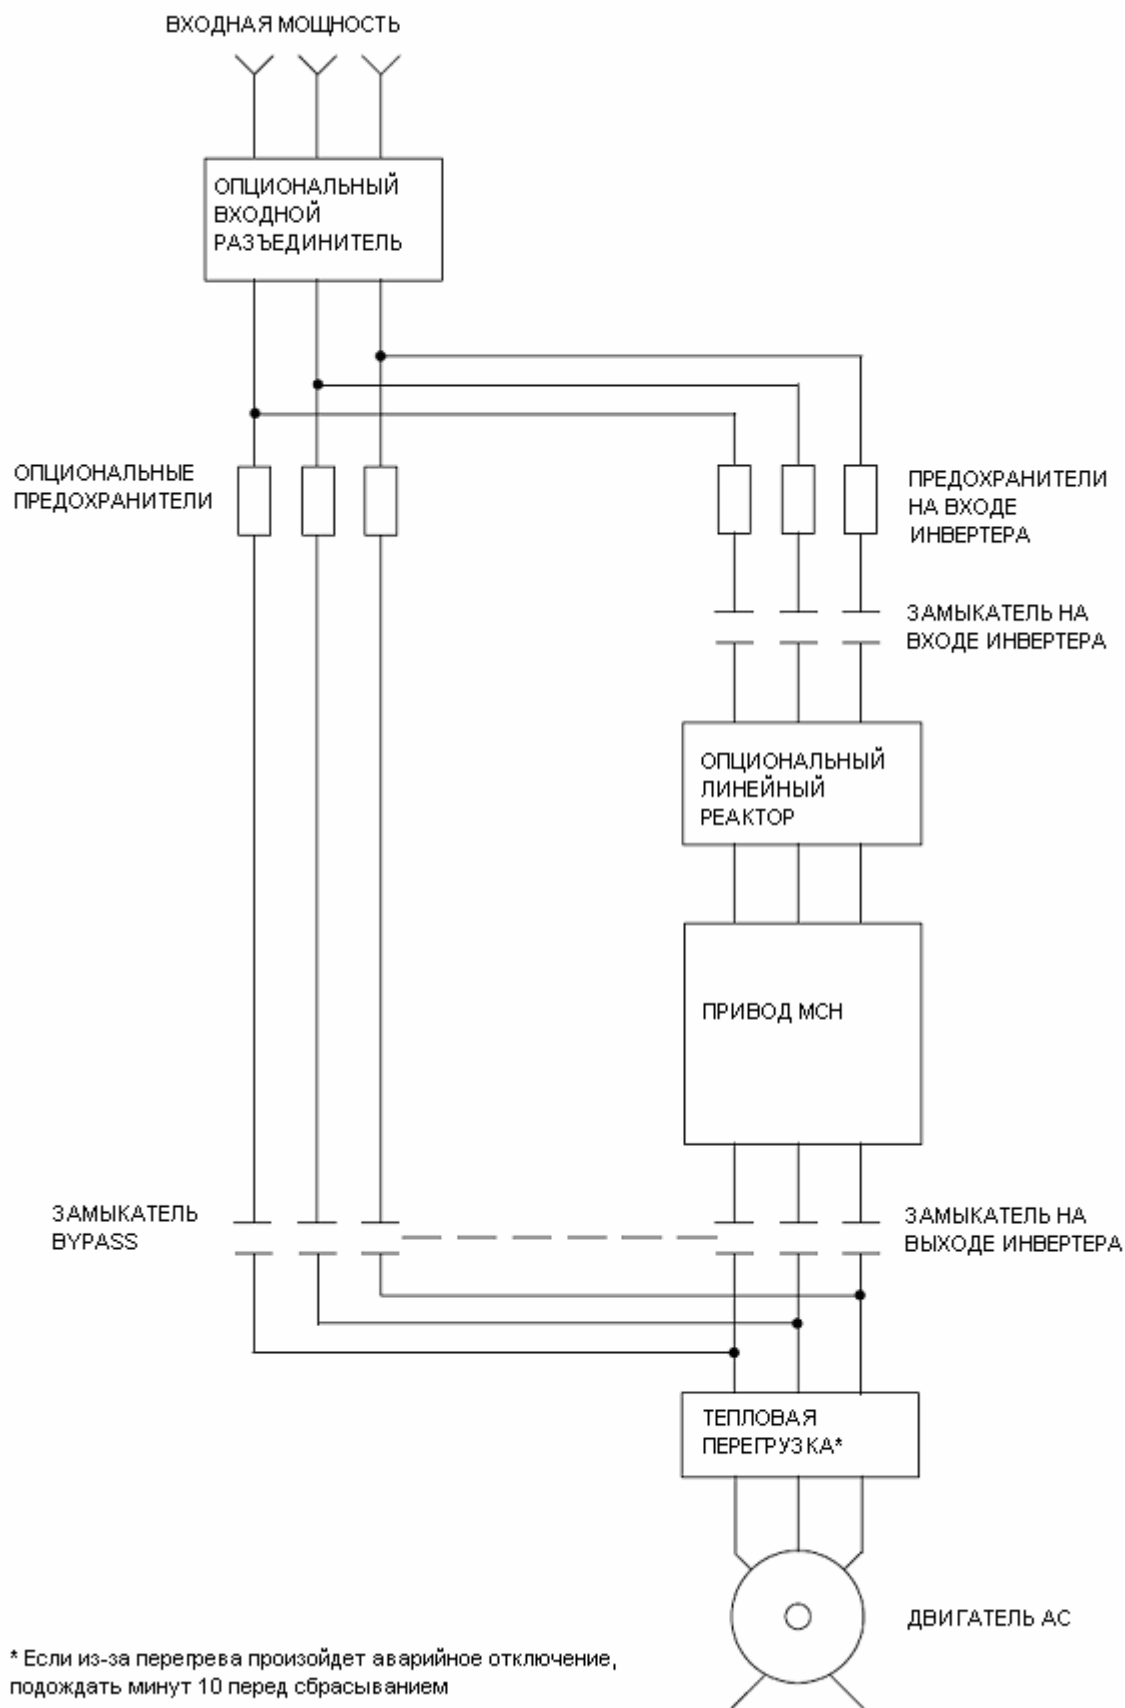 ВХОДНАЯ МОЩНОСТЬ
ОПЦИОНАЛЬНЫЙ
ВХОДНОЙ
РАЗЪЕДИНИТЕЛЬ
ОПЦИОНАЛЬНЫЕ
ПРЕДОХРАНИТЕЛИ
ПРЕДОХРАНИТЕЛИ
НА ВХОДЕ
ИНВЕРТЕРА
ЗАМЫКАТЕЛЬ НА
ВХОДЕ ИНВЕРТЕРА
ОПЦИОНАЛЬНЫЙ
ЛИНЕЙНЫЙ
РЕАКТОР
ПРИВОД МСН
ЗАМЫКАТЕЛЬ
BYPASS
ЗАМЫКАТЕЛЬ НА
ВЫХОДЕ ИНВЕРТЕРА
ТЕПЛОВАЯ
ПЕРЕГРУЗКА*
ДВИГАТЕЛЬ АС
* Если из-за перегрева произойдет аварийное отключение,
подождать минут 10 перед сбрасыванием